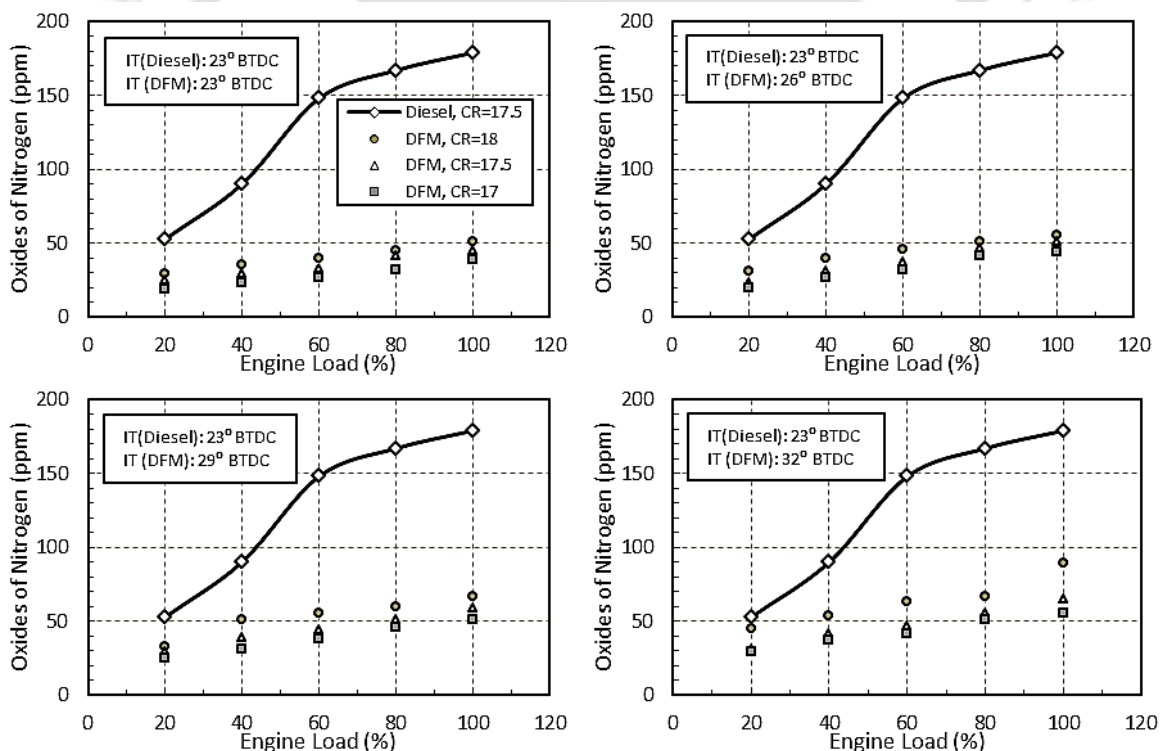 200
150
100
50
0
Oxides of Nitrogen (ppm)
IT(Diesel): 23° BTDC
IT (DFM): 23° BTDC
Diesel, CR=17.5
DFM, CR=18
DFM, CR=17.5
DFM, CR=17
0 20 40 60 80 100 120
Engine Load (%)
200
150
100
50
0
Oxides of Nitrogen (ppm)
IT(Diesel): 23° BTDC
IT (DFM): 26° BTDC
0 20 40 60 80 100 120
Engine Load (%)
200
150
100
50
0
Oxides of Nitrogen (ppm)
IT(Diesel): 23° BTDC
IT (DFM): 29° BTDC
0 20 40 60 80 100 120
Engine Load (%)
200
150
100
50
0
Oxides of Nitrogen (ppm)
IT(Diesel): 23° BTDC
IT (DFM): 32° BTDC
0 20 40 60 80 100 120
Engine Load (%)